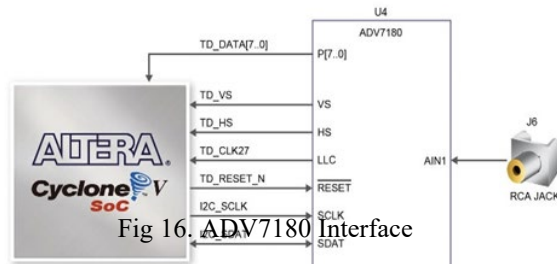 U4
ADV7180
TD_DATA[7..0]
P[7..0]
TD_VS
VS
TD_HS
HS
TD_CLK27
LLC
TD_RESET_N
RESET
I2C_SCLK
SCLK
I2C_SDAT
SDAT
AIN1
J6
RCA JACK
ALTERA
Cyclone V
SoC
Fig 16. ADV7180 Interface